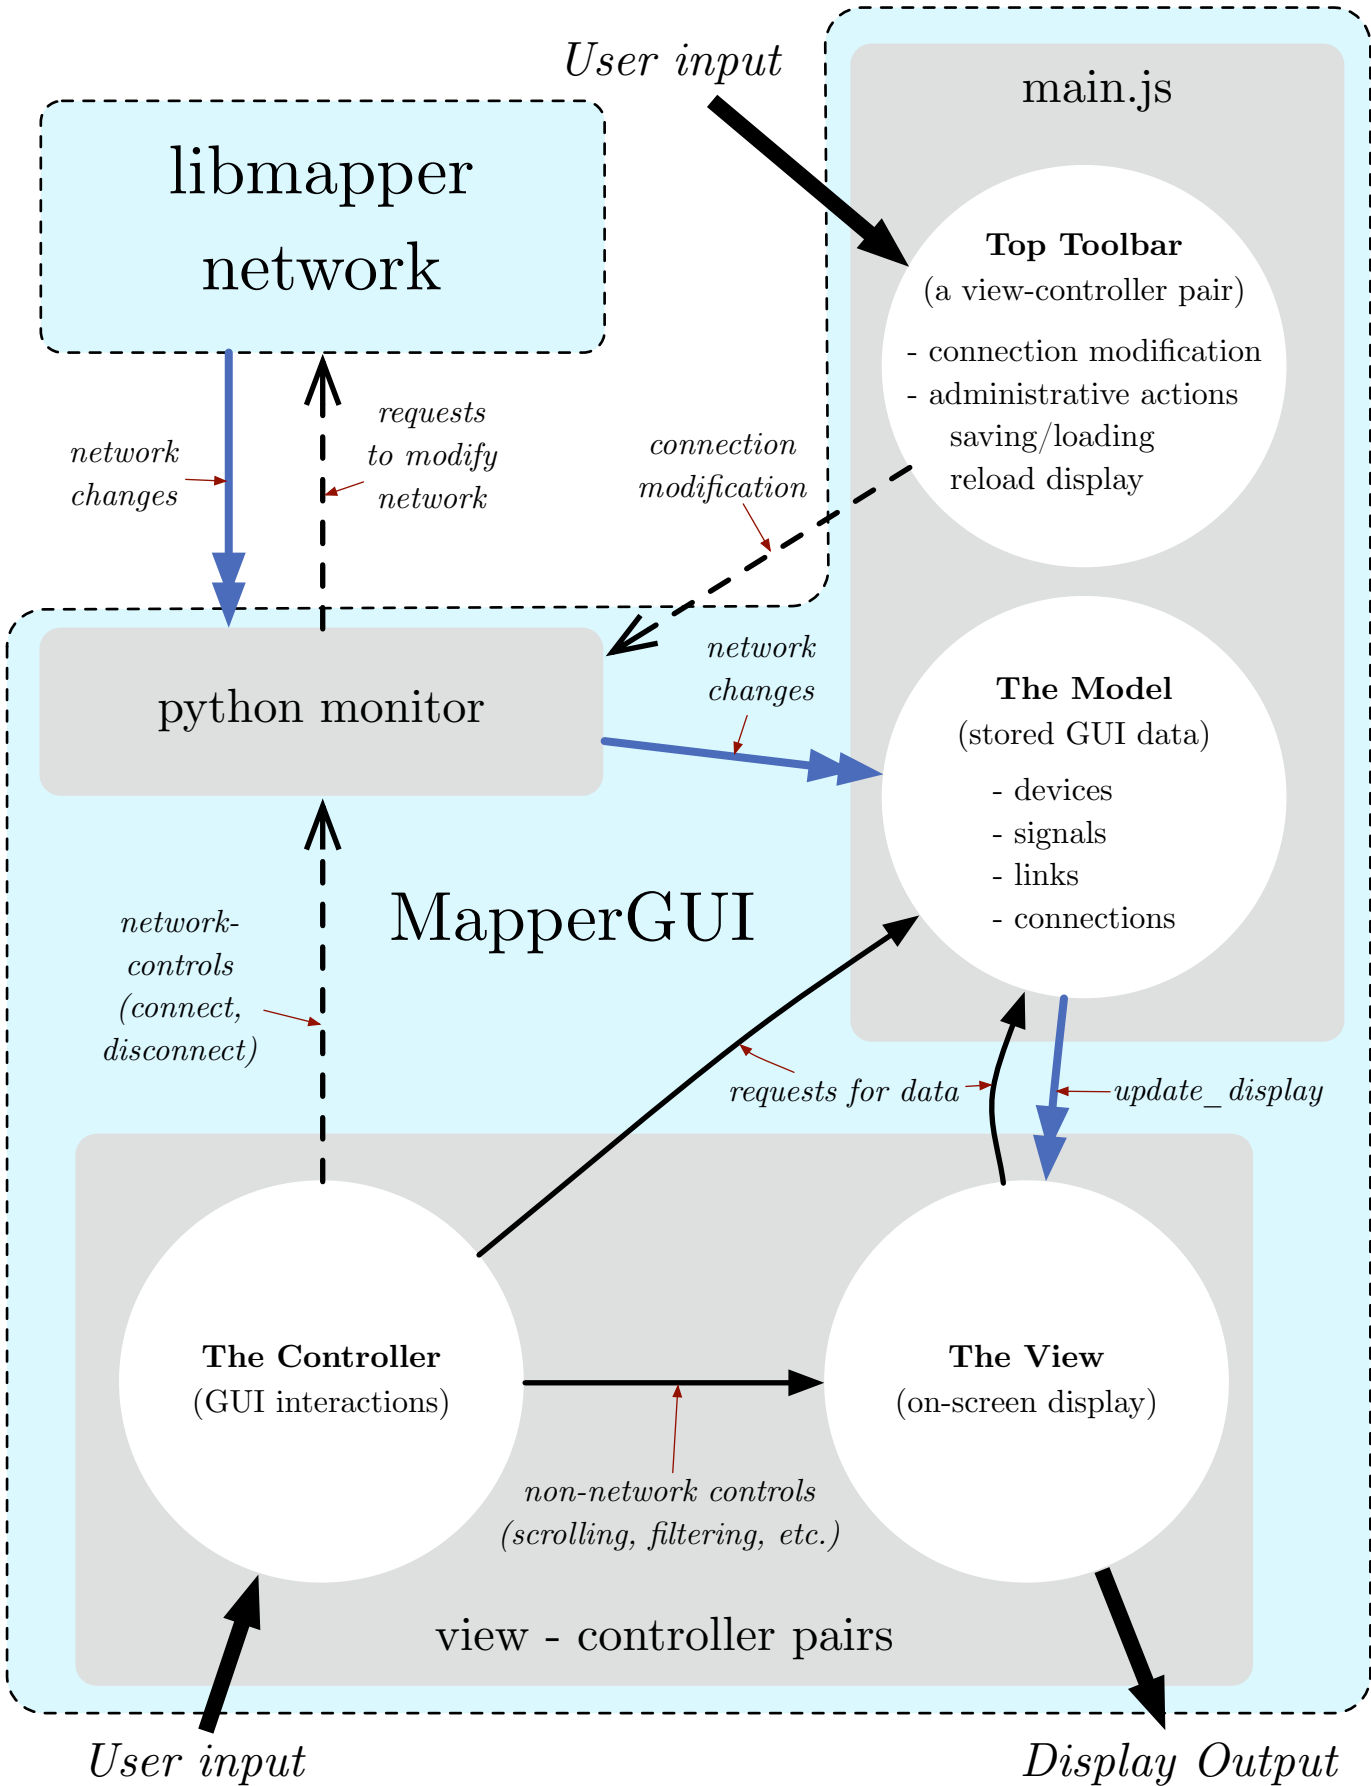 User input
main.js
libmapper
network
Top Toolbar
(a view-controller pair)
- connection modification
- administrative actions
saving/loading
reload display
network
changes
requests
to modify
network
connection
modification
python monitor
network
changes
The Model
(stored GUI data)
- devices
- signals
- links
- connections
MapperGUI
network-
controls
(connect,
disconnect)
requests for data
update_display
The Controller
(GUI interactions)
The View
(on-screen display)
non-network controls
(scrolling, filtering, etc.)
view - controller pairs
User input
Display Output